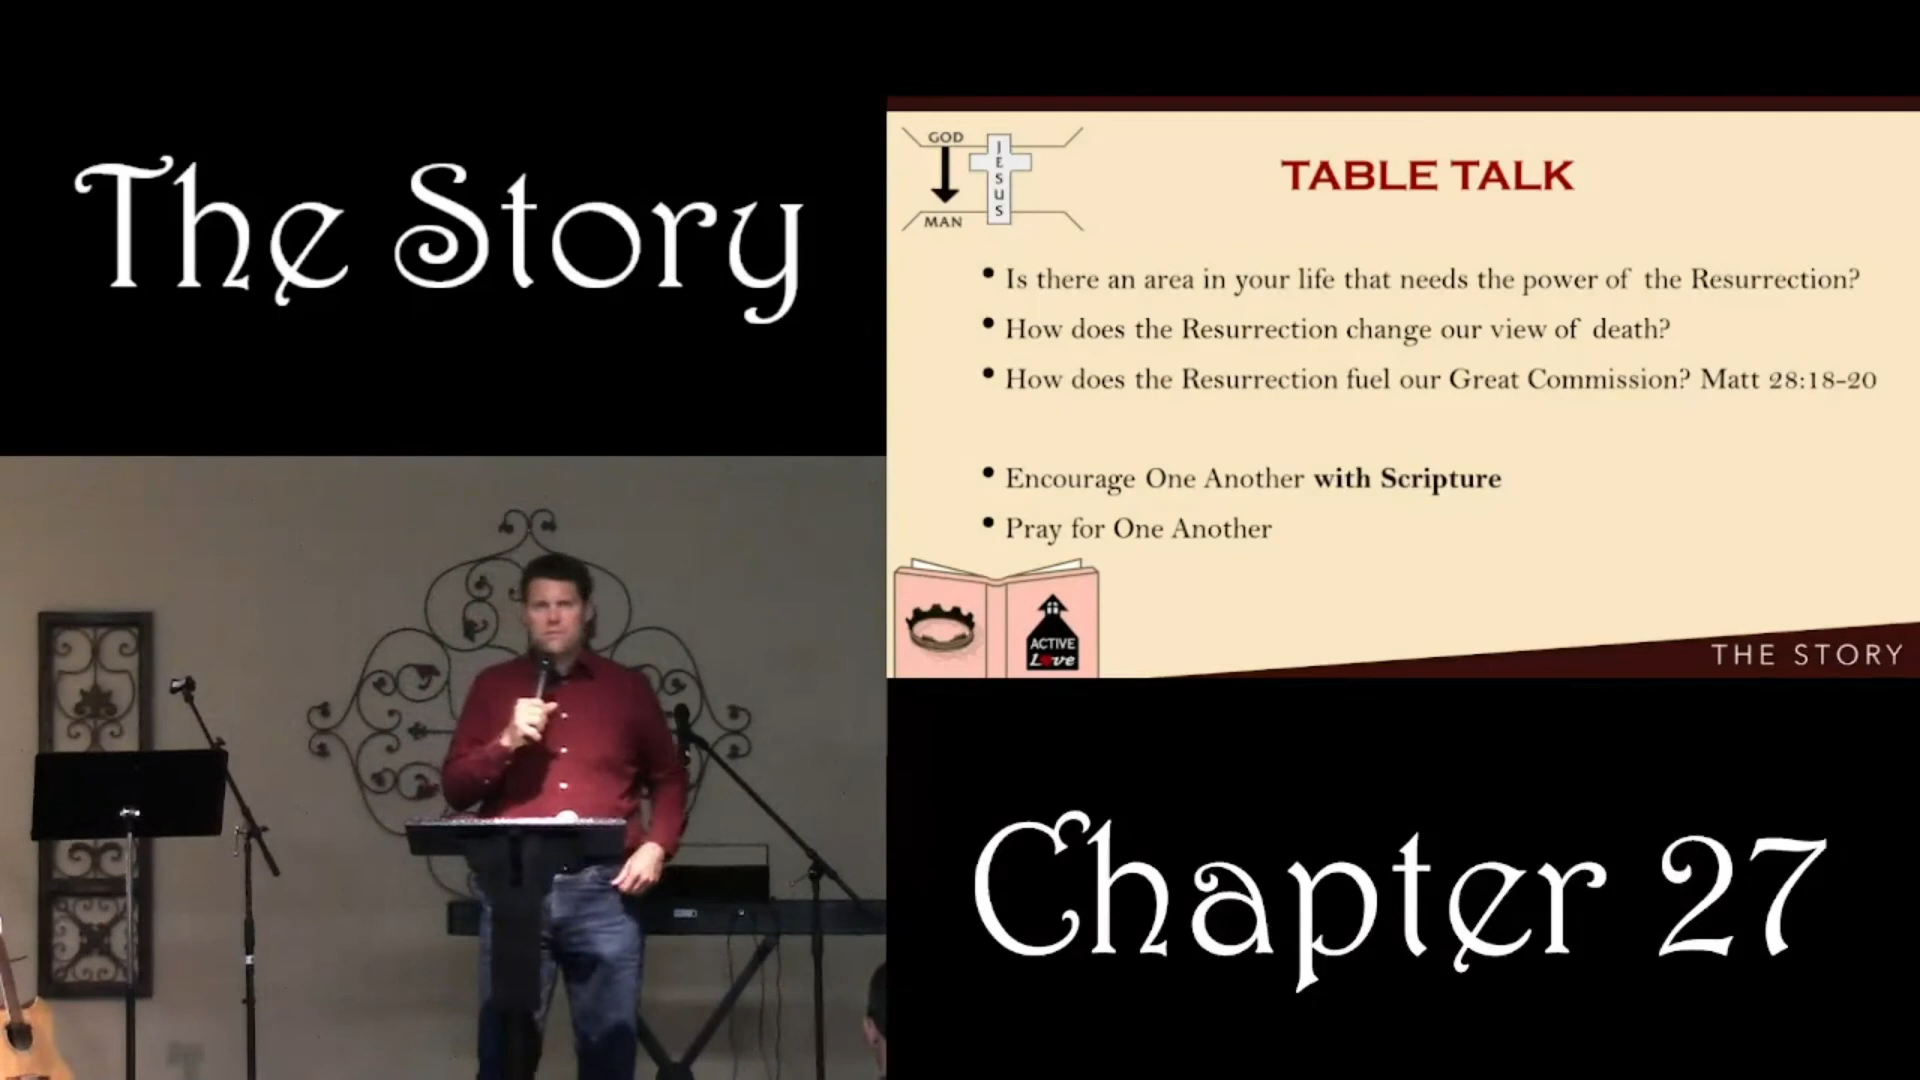 The Story
GOD
JESUS
MAN
TABLE TALK
• Is there an area in your life that needs the power of the Resurrection?
• How does the Resurrection change our view of death?
• How does the Resurrection fuel our Great Commission? Matt 28:18-20
• Encourage One Another with Scripture
• Pray for One Another
ACTIVE
Love
THE STORY
Chapter 27